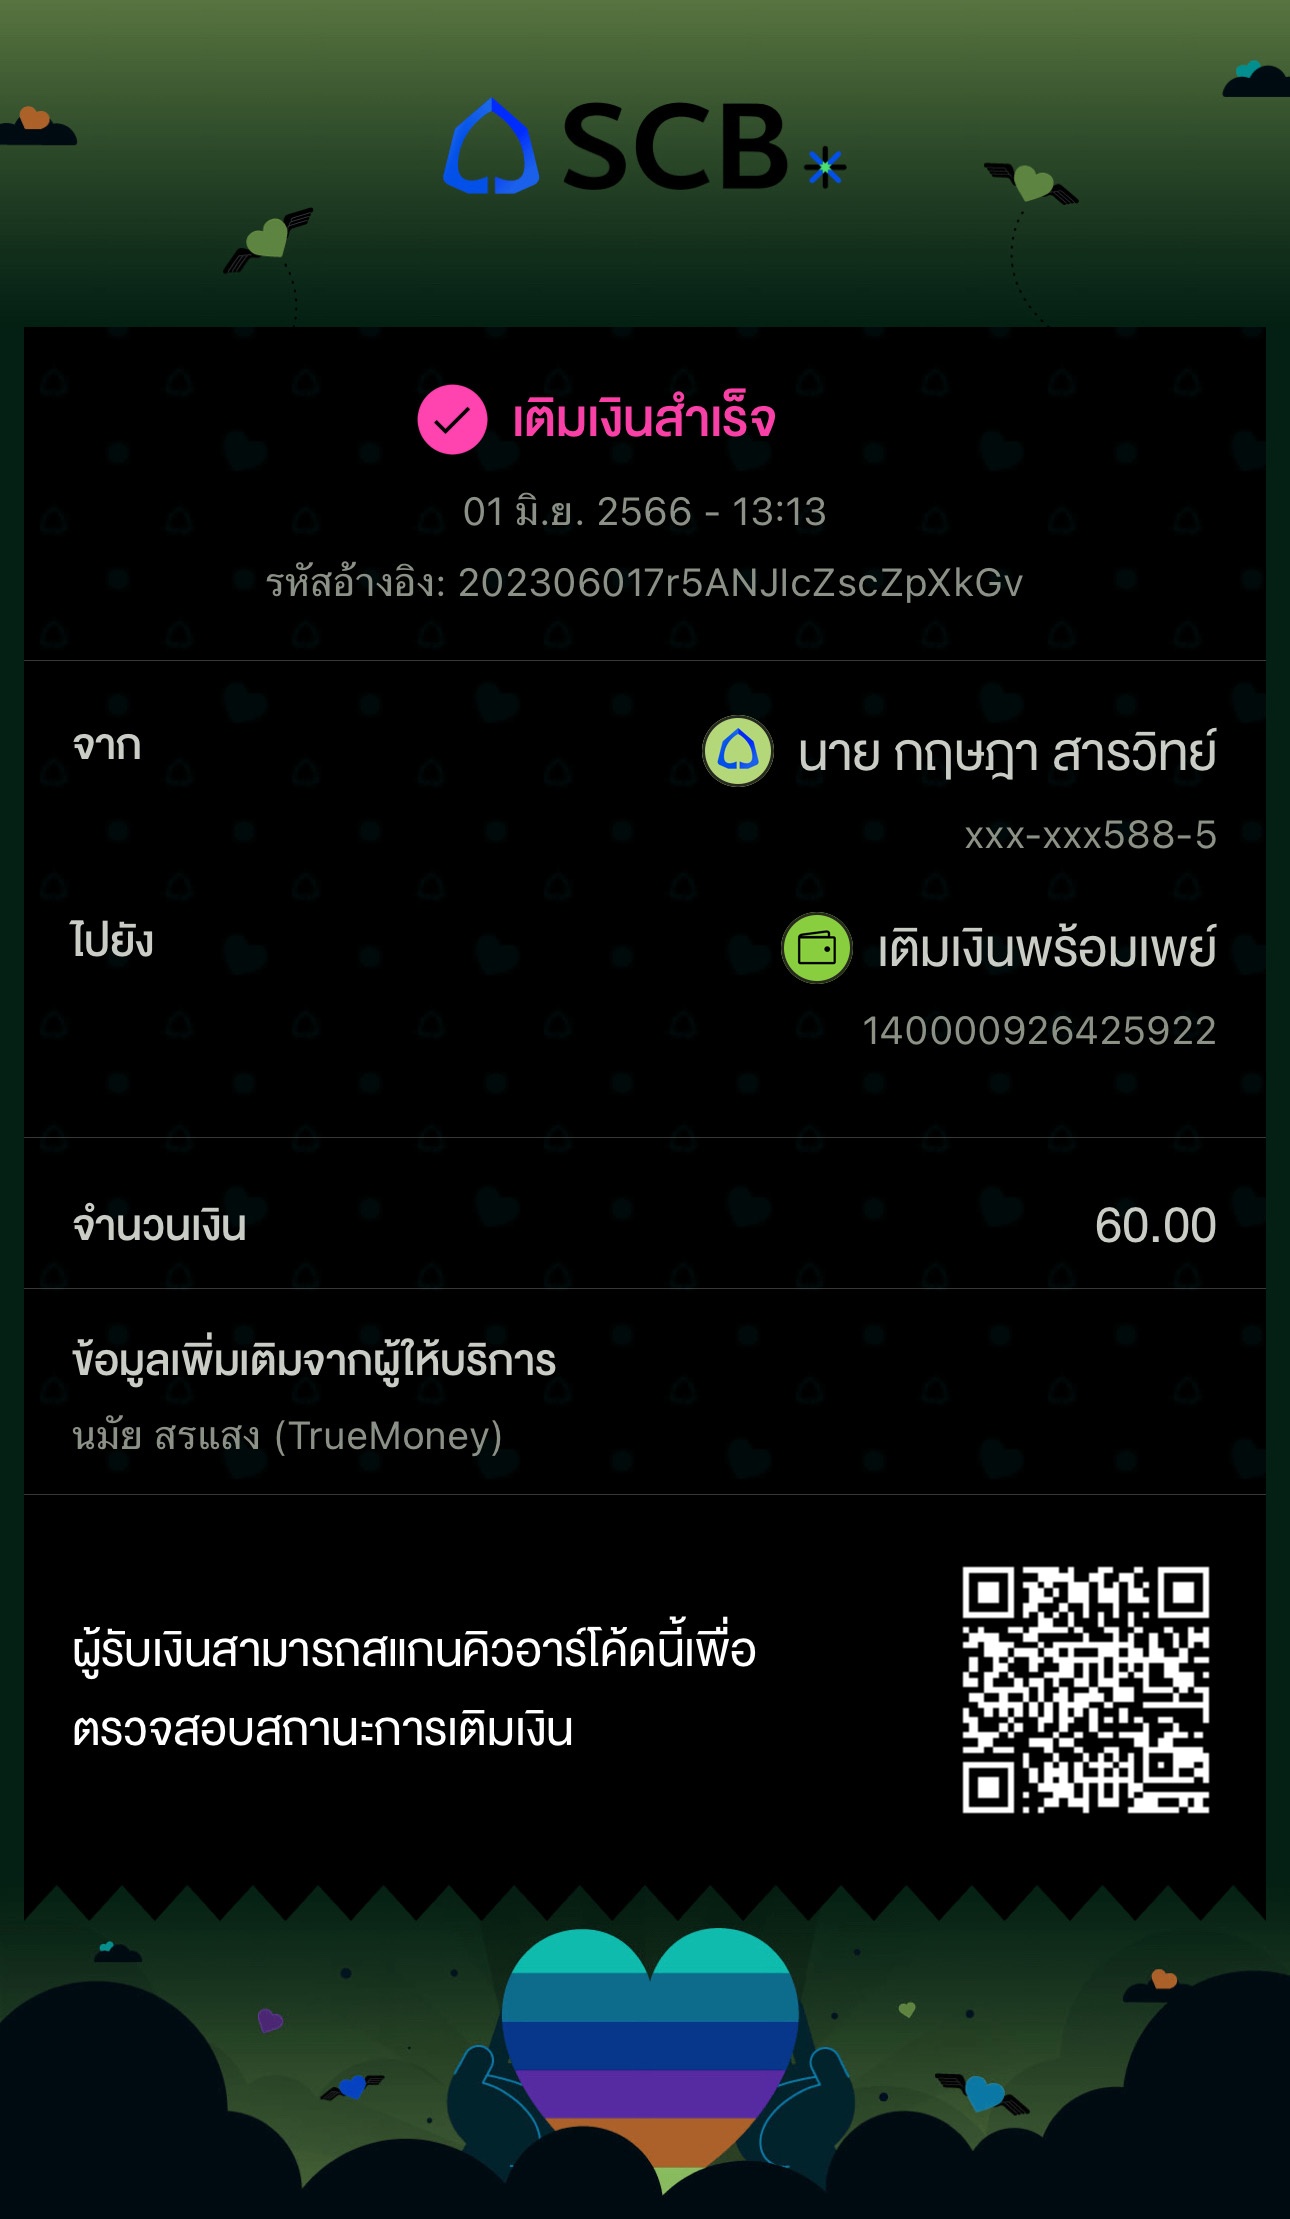 SCB
เติมเงินสำเร็จ
01 มิ.ย. 2566 - 13:13
รหัสอ้างอิง: 202306017r5ANJIcZscZpXkGv
จาก
นาย กฤษฎา สารวิทย์
xxx-xxx588-5
ไปยัง
เติมเงินพร้อมเพย์
140000926425922
จำนวนเงิน
60.00
ข้อมูลเพิ่มเติมจากผู้ให้บริการ
นมัย สรแสง (TrueMoney)
ผู้รับเงินสามารถสแกนคิวอาร์โค้ดนี้เพื่อ
ตรวจสอบสถานะการเติมเงิน